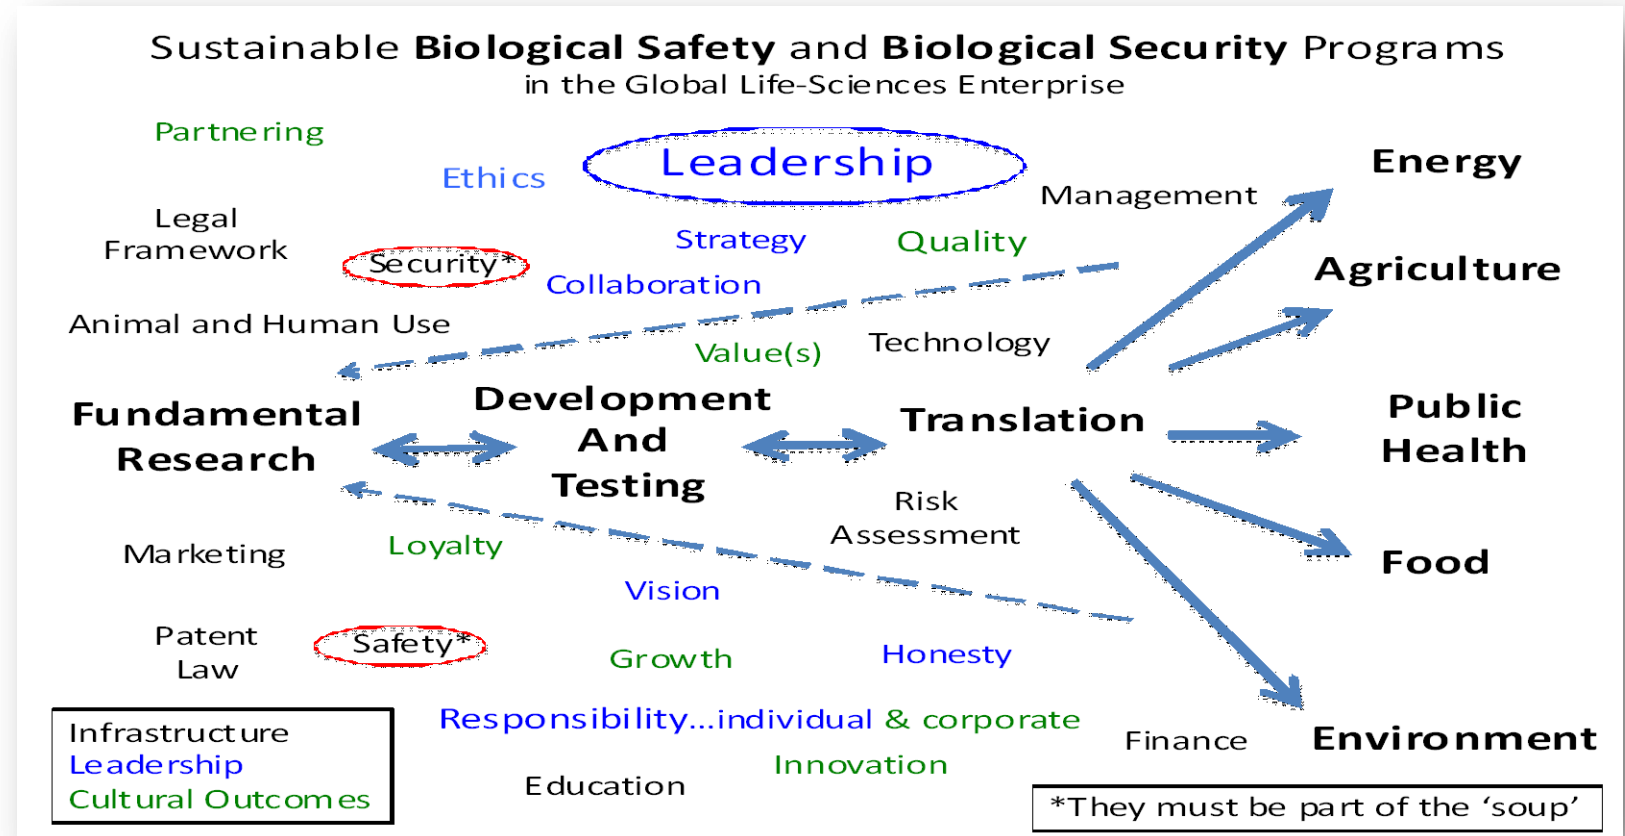 Sustainable Biological Safety and Biological Security Programs
in the Global Life-Sciences Enterprise
Partnering
Ethics
Leadership
Energy
Management
Legal
Framework
Security*
Strategy
Quality
Collaboration
Agriculture
Animal and Human Use
Value(s)
Technology
Fundamental
Research
Development
And
Testing
Translation
Public
Health
Risk
Assessment
Marketing
Loyalty
Vision
Food
Patent
Law
Safety*
Growth
Honesty
Responsibility...individual & corporate
Finance
Environment
Innovation
Education
Infrastructure
Leadership
Cultural Outcomes
*They must be part of the ‘soup’